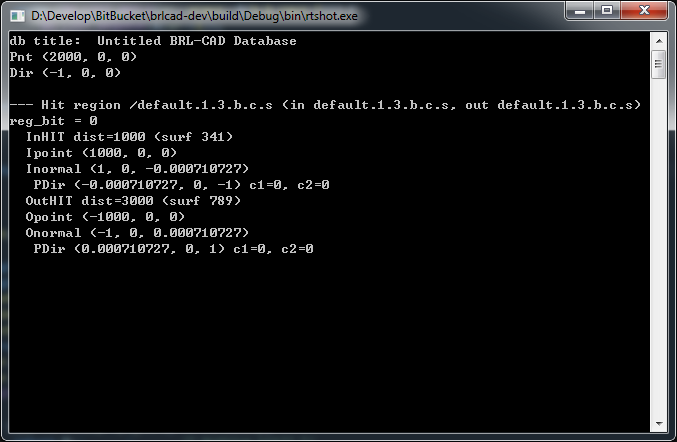 D:\Develop\BitBucket\brlcad-dev\build\Debug\bin\rtshot.exe
db title:  Untitled BRL-CAD Database
Pnt (2000, 0, 0)
Dir (-1, 0, 0)

--- Hit region /default.1.3.b.c.s (in default.1.3.b.c.s, out default.1.3.b.c.s)
reg_bit = 0
  InHIT dist=1000 (surf 341)
  Ipoint (1000, 0, 0)
  Inormal (1, 0, -0.000710727)
   PDir (-0.000710727, 0, -1) c1=0, c2=0
  OutHIT dist=3000 (surf 789)
  Opoint (-1000, 0, 0)
  Onormal (-1, 0, 0.000710727)
   PDir (0.000710727, 0, 1) c1=0, c2=0